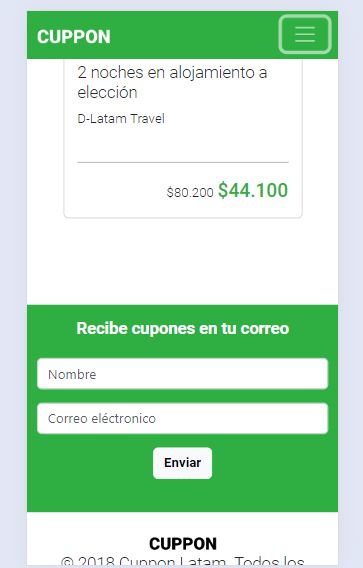 CUPPON
2 noches en alojamiento a
elección
D-Latam Travel
$80.200 $44.100
Recibe cupones en tu correo
Nombre
Correo eléctronico
Enviar
CUPPON
© 2018 Cuppon Latam. Todos los